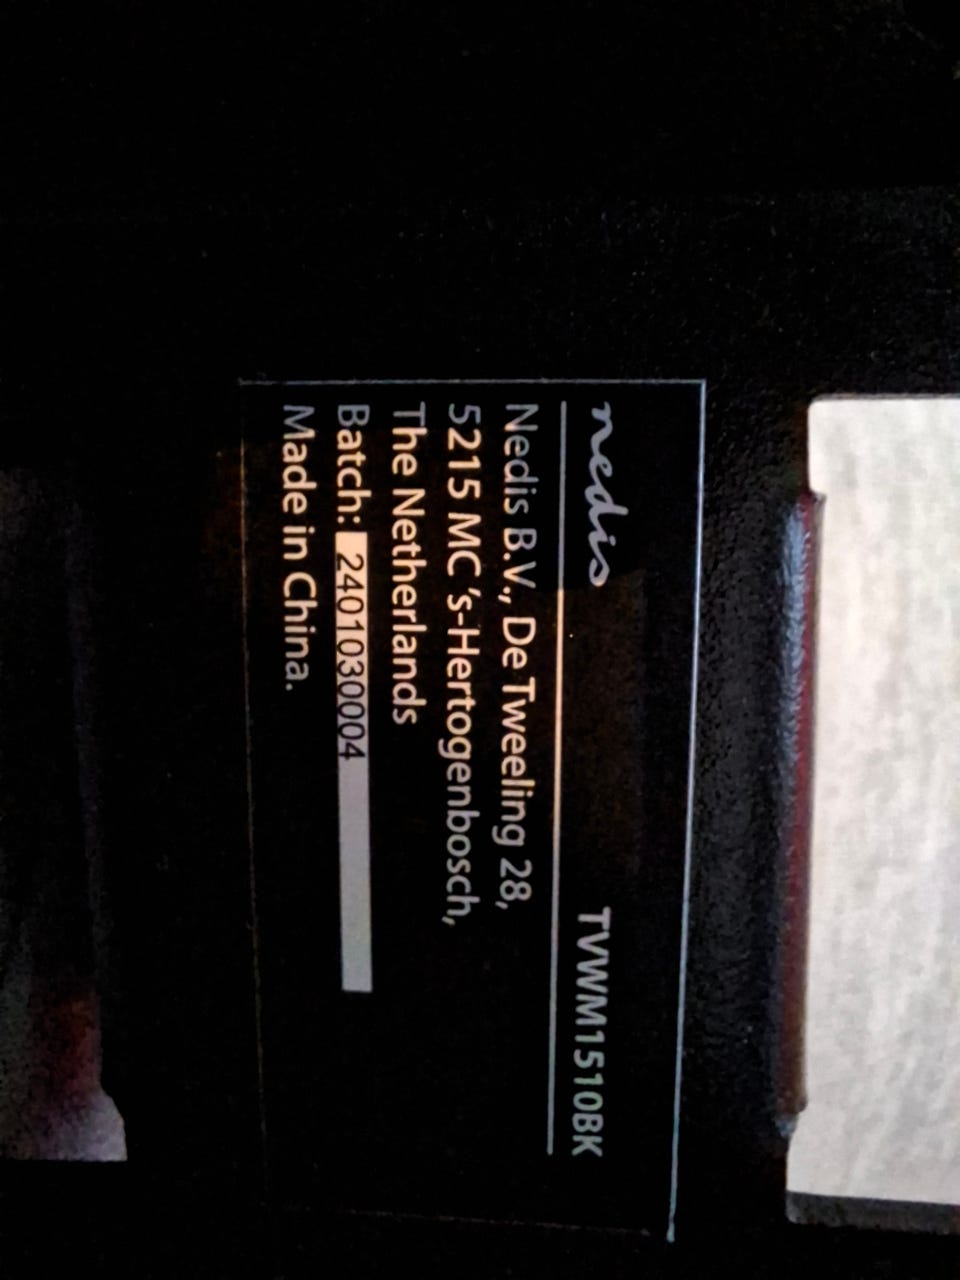 nedis TVWM1510BK
Nedis B.V., De Tweeling 28,
5215 MC 's-Hertogenbosch,
The Netherlands
Batch: 2401030004
Made in China.